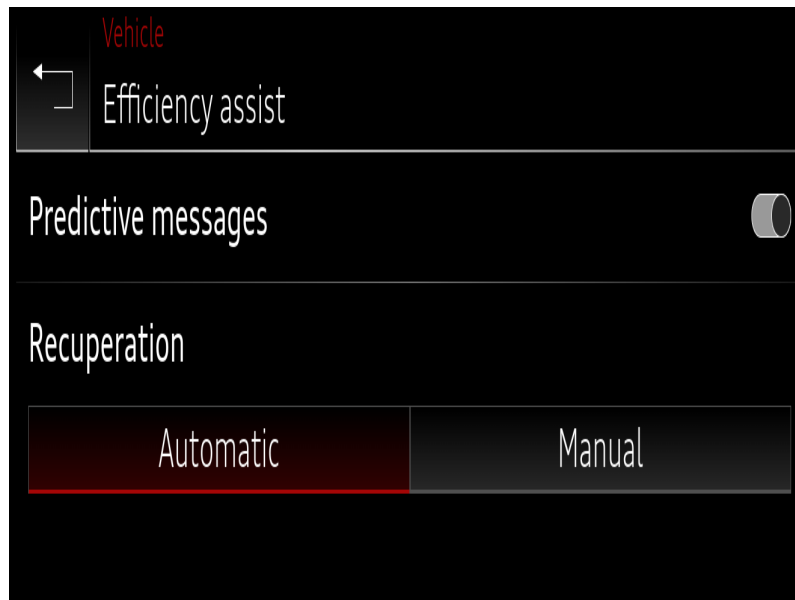 Vehicle
Efficiency assist
Predictive messages
Recuperation
Automatic
Manual